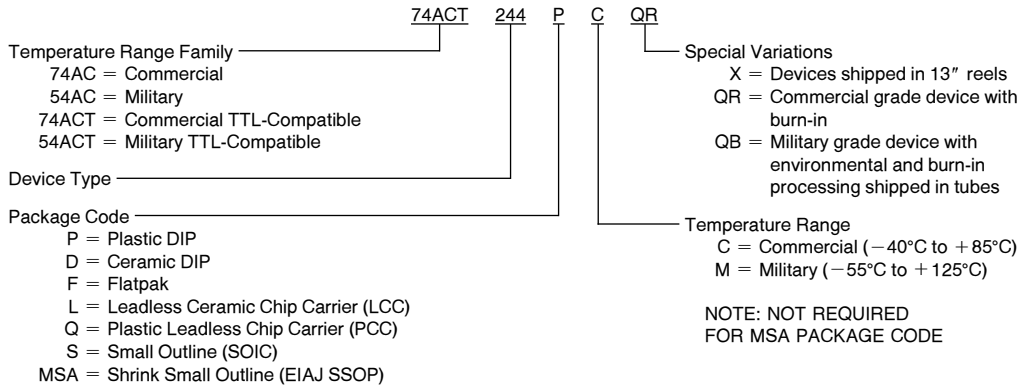 74ACT 244 P C QR
Temperature Range Family
74AC = Commercial
54AC = Military
74ACT = Commercial TTL-Compatible
54ACT = Military TTL-Compatible
Device Type
Package Code
P = Plastic DIP
D = Ceramic DIP
F = Flatpak
L = Leadless Ceramic Chip Carrier (LCC)
Q = Plastic Leadless Chip Carrier (PCC)
S = Small Outline (SOIC)
MSA = Shrink Small Outline (EIAJ SSOP)
Special Variations
X = Devices shipped in 13″ reels
QR = Commercial grade device with
burn-in
QB = Military grade device with
environmental and burn-in
processing shipped in tubes
Temperature Range
C = Commercial (−40°C to +85°C)
M = Military (−55°C to +125°C)
NOTE: NOT REQUIRED
FOR MSA PACKAGE CODE